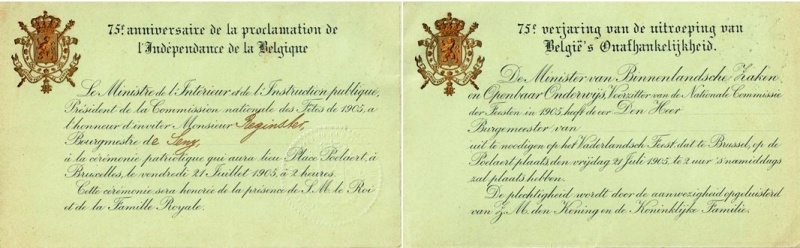 75e anniversaire de la proclamation de
l'Indépendance de la Belgique
Le Ministre de l'Intérieur et de l'Instruction publique,
Président de la Commission nationale des Fêtes de 1905, a
l'honneur d'inviter Monsieur Reginster,
Bourgmestre de
à la cérémonie patriotique qui aura lieu Place Poelaert, à
Bruxelles, le vendredi 21 Juillet 1905, à 2 heures.
Cette cérémonie sera honorée de la présence de S.M. le Roi
et de la Famille Royale.
75e verjaring van de uitroeping van
België's Onafhankelijkheid.
De Minister van Binnenlandsche Zaken
en Openbaar Onderwijs, Voorzitter van de Nationale Commissie
der Feesten in 1905, heeft de eer Den Heer
Burgemeester van
uit te noodigen op het Vaderlandsch Feest dat te Brussel, op de
Poelaert plaats den vrijdag 21 Juli 1905, te 2 uur 's namiddags
zal plaats hebben.
De plechtigheid wordt door de aanwezigheid opgeluisterd
van Z.M. den Koning en de Koninklijke Familie.